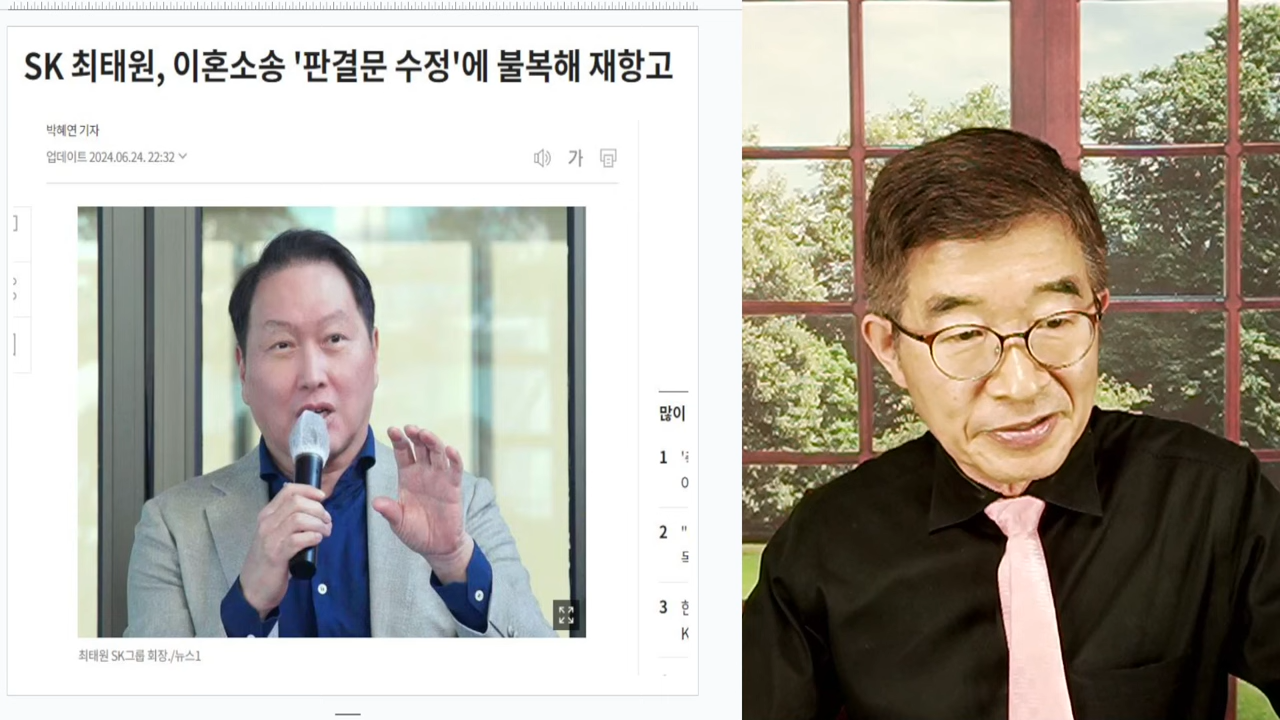 SK 최태원, 이혼소송 '판결문 수정'에 불복해 재항고
박혜연 기자
업데이트 2024.06.24. 22:32
가
최태원 SK그룹 회장./뉴스1
많이
1
2 "
3
K